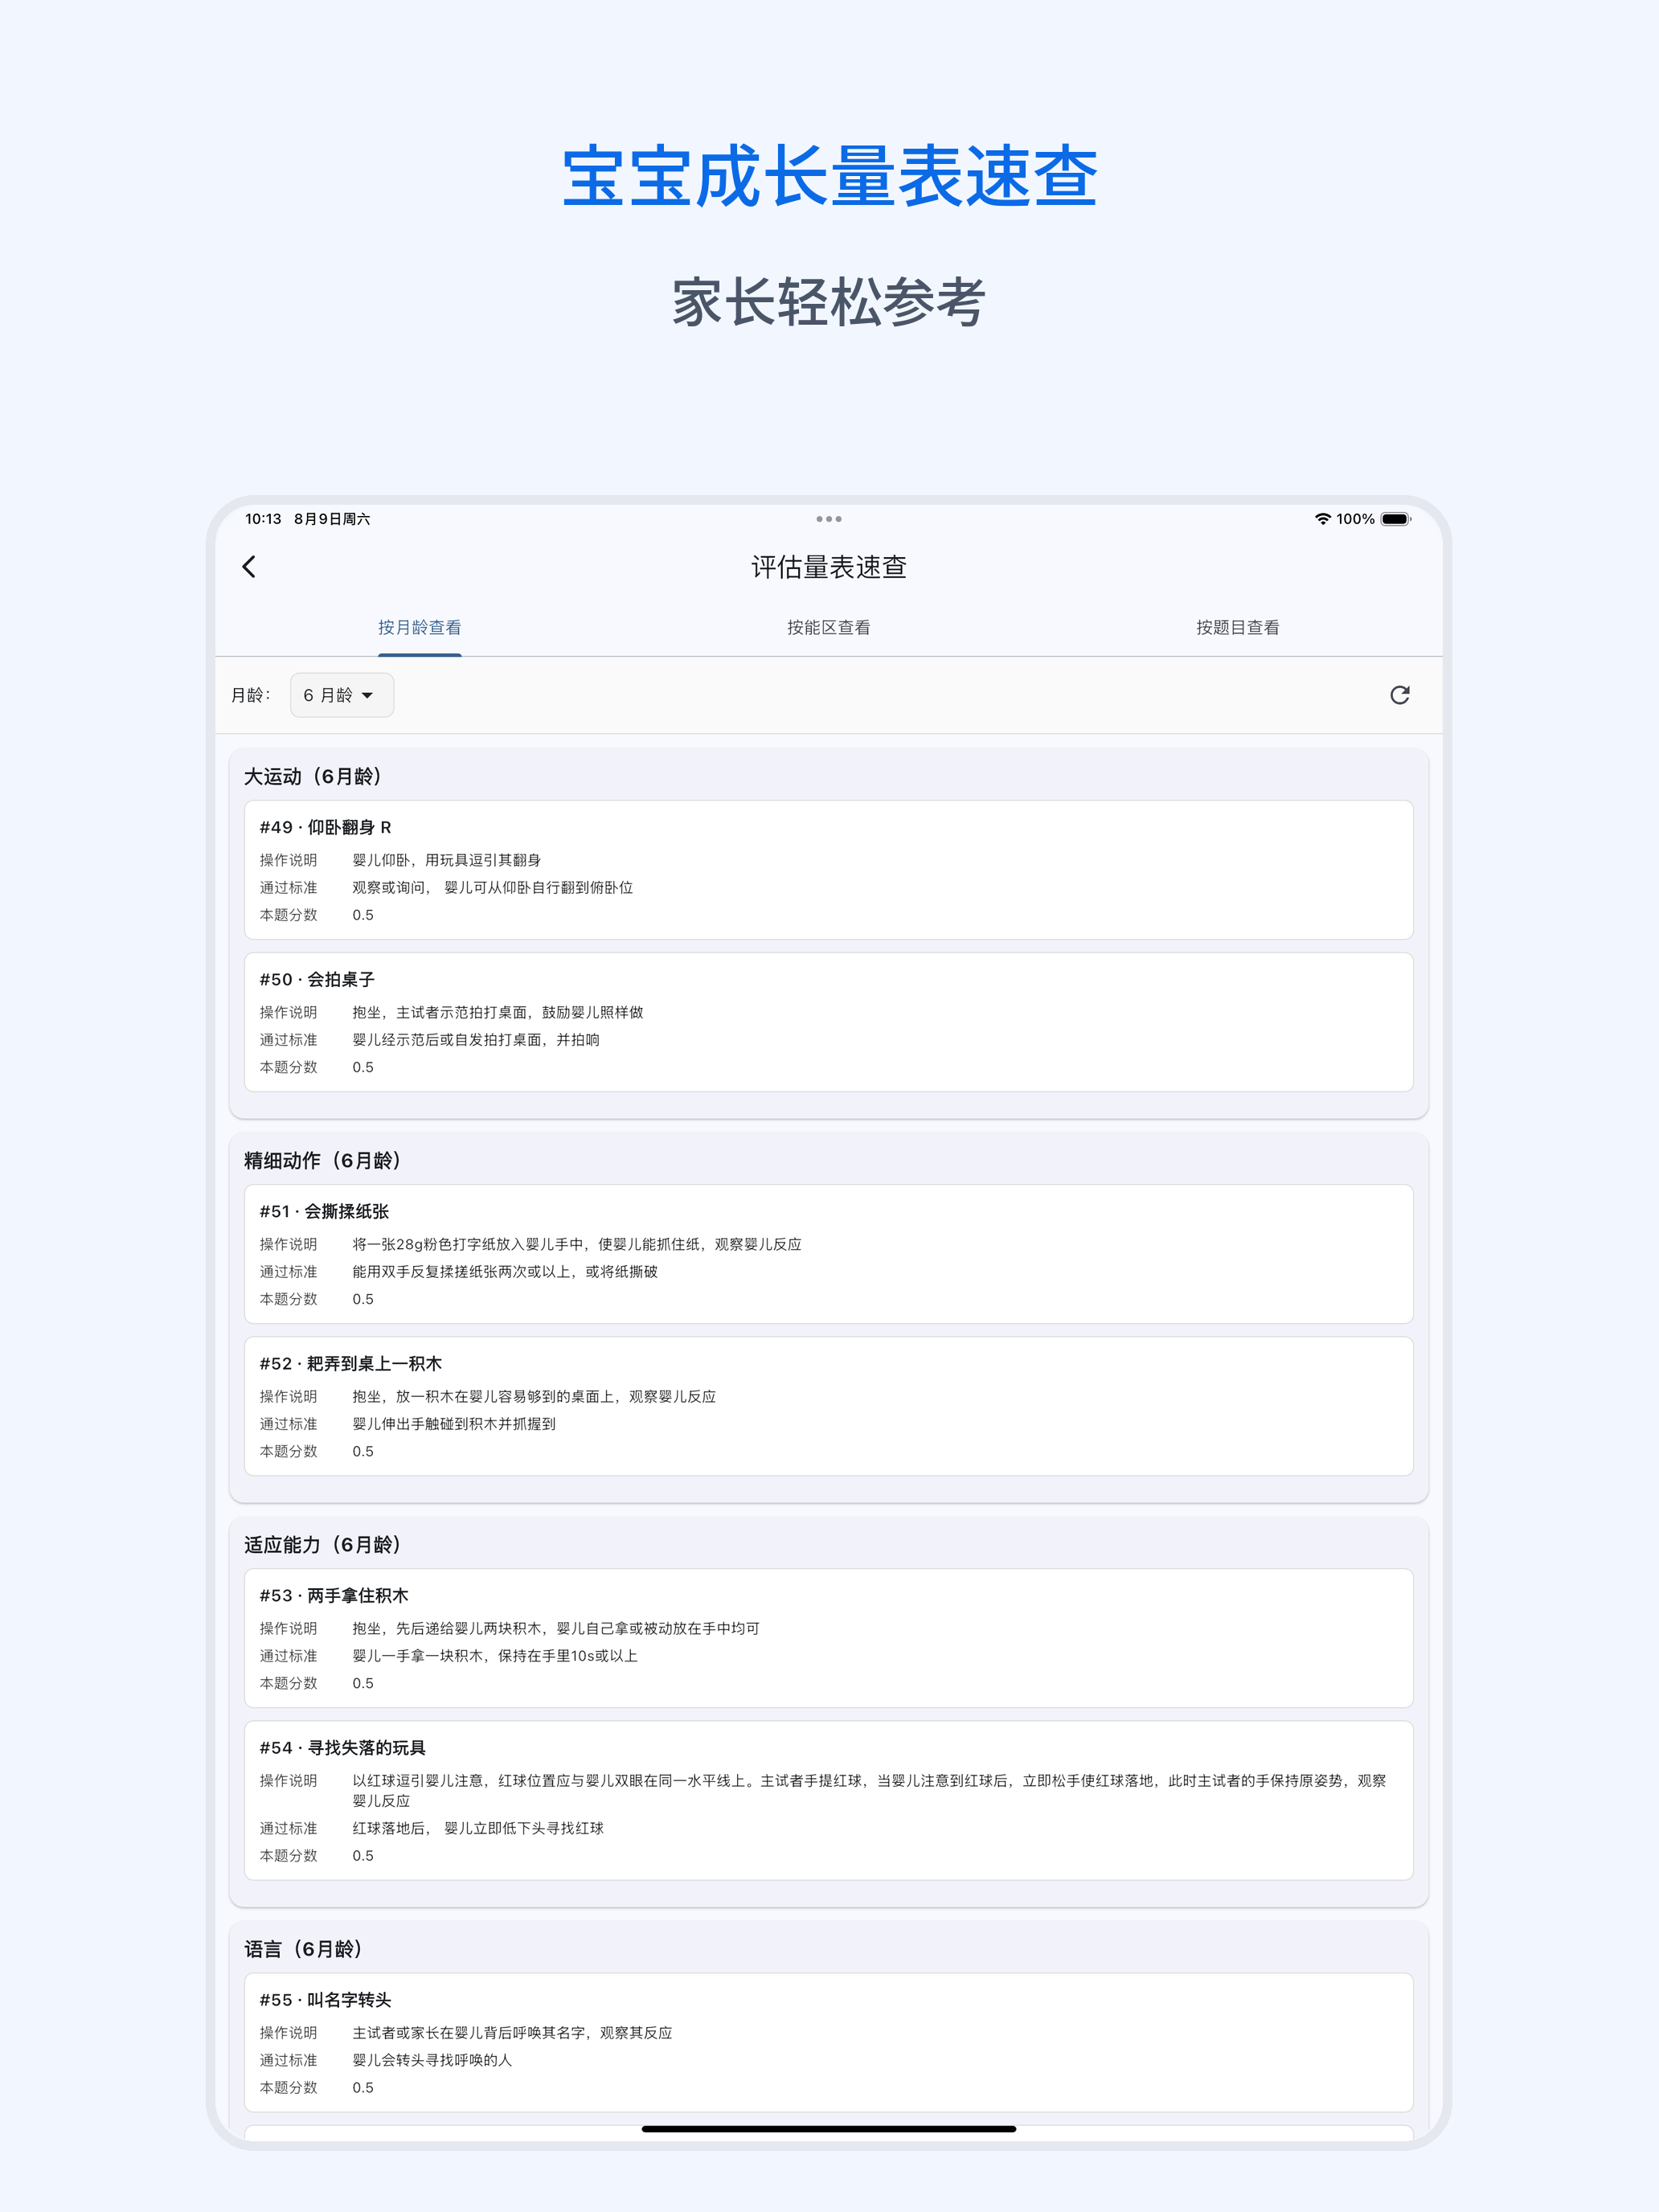 宝宝成长量表速查
家长轻松参考
10:13 8月9日周六
100%
评估量表速查
按月龄查看
按能区查看
按题目查看
月龄：
6 月龄
大运动（6月龄）
#49 · 仰卧翻身 R
操作说明 婴儿仰卧，用玩具逗引其翻身
通过标准 观察或询问， 婴儿可从仰卧自行翻到俯卧位
本题分数 0.5
#50 · 会拍桌子
操作说明 抱坐，主试者示范拍打桌面，鼓励婴儿照样做
通过标准 婴儿经示范后或自发拍打桌面，并拍响
本题分数 0.5
精细动作（6月龄）
#51 · 会撕揉纸张
操作说明 将一张28g粉色打字纸放入婴儿手中，使婴儿能抓住纸，观察婴儿反应
通过标准 能用双手反复揉搓纸张两次或以上，或将纸撕破
本题分数 0.5
#52 · 耙弄到桌上一积木
操作说明 抱坐，放一积木在婴儿容易够到的桌面上，观察婴儿反应
通过标准 婴儿伸出手触碰到积木并抓握到
本题分数 0.5
适应能力（6月龄）
#53 · 两手拿住积木
操作说明 抱坐，先后递给婴儿两块积木，婴儿自己拿或被动放在手中均可
通过标准 婴儿一手拿一块积木，保持在手里10s或以上
本题分数 0.5
#54 · 寻找失落的玩具
操作说明 以红球逗引婴儿注意，红球位置应与婴儿双眼在同一水平线上。主试者手提红球，当婴儿注意到红球后，立即松手使红球落地，此时主试者的手保持原姿势，观察
婴儿反应
通过标准 红球落地后， 婴儿立即低下头寻找红球
本题分数 0.5
语言（6月龄）
#55 · 叫名字转头
操作说明 主试者或家长在婴儿背后呼唤其名字，观察其反应
通过标准 婴儿会转头寻找呼唤的人
本题分数 0.5